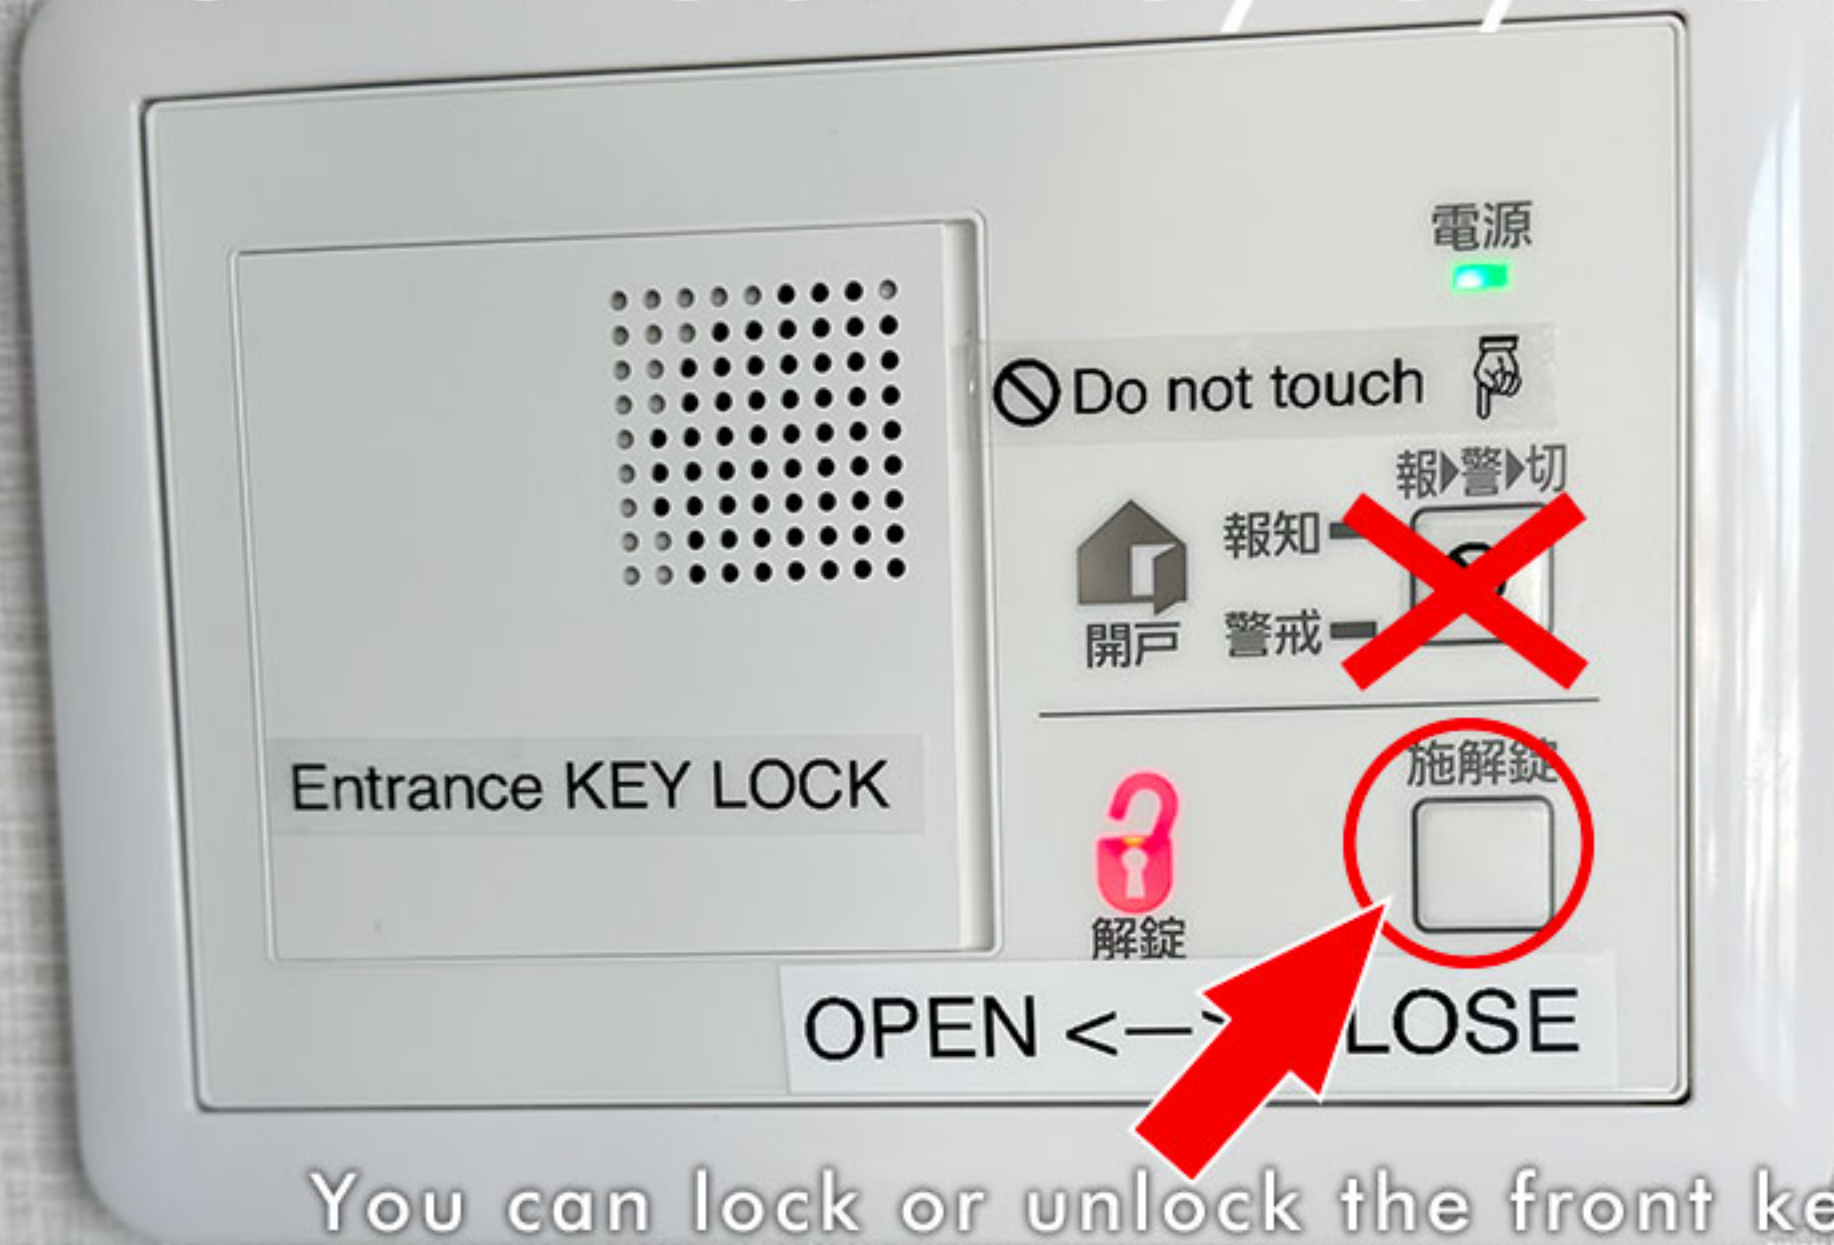 電源
Do not touch
報▶警▶切
報知
警戒
開戸
施解錠
Entrance KEY LOCK
解錠
OPEN <–> LOSE
You can lock or unlock the front ke